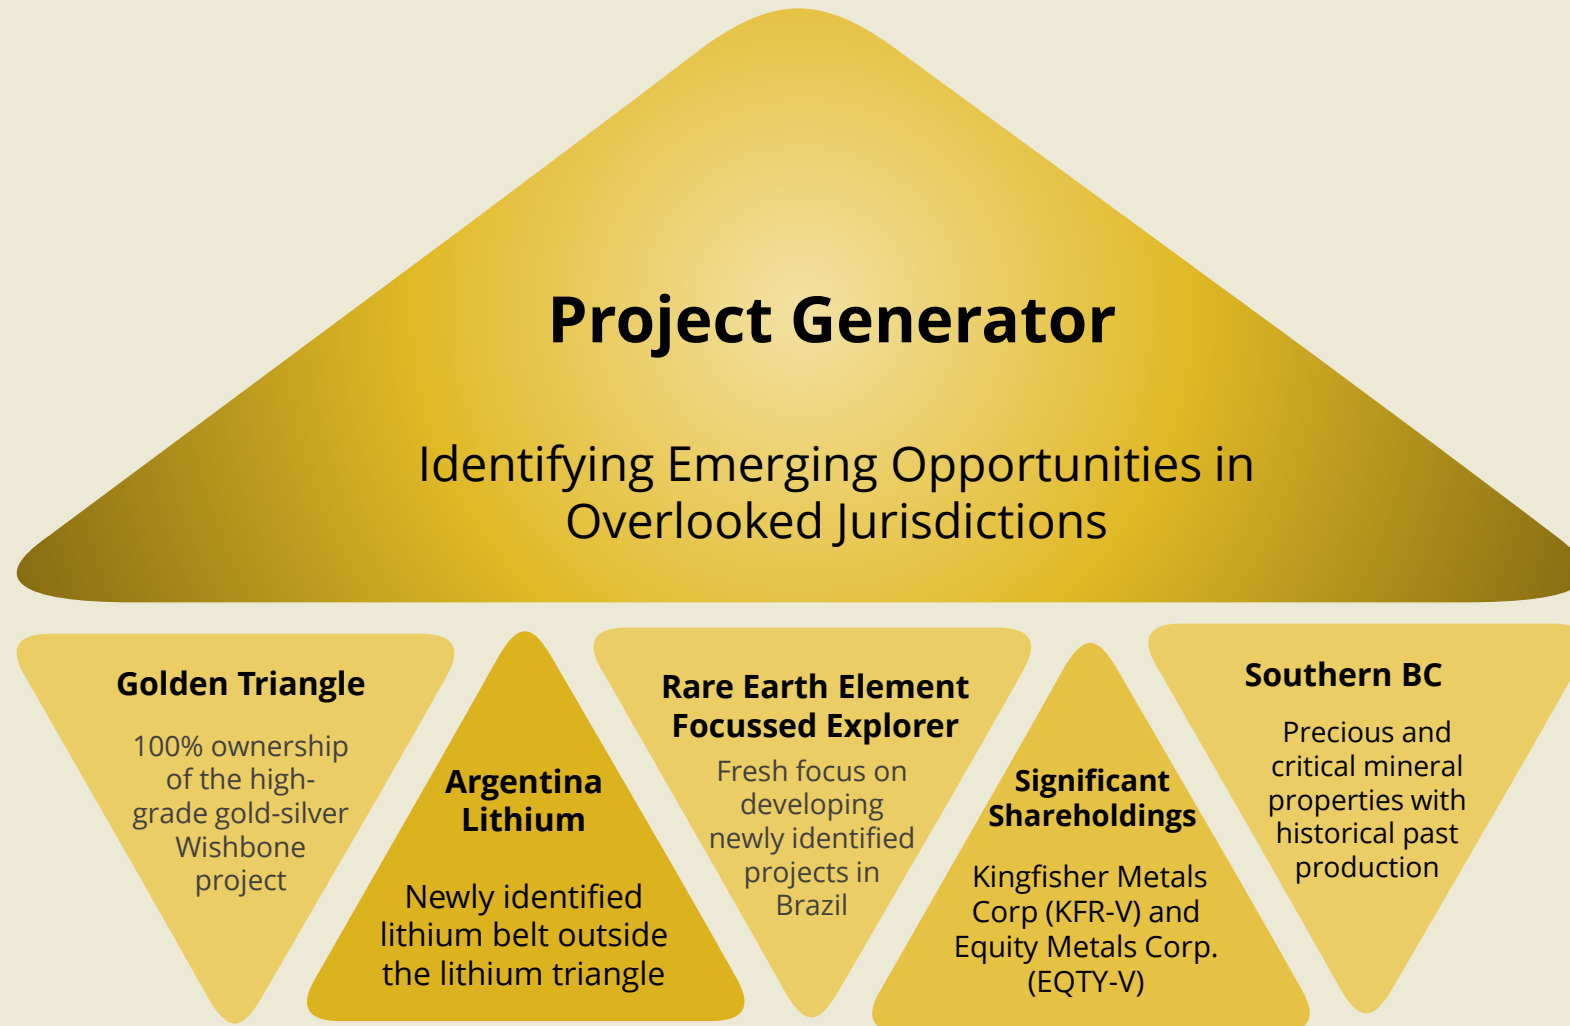 Project Generator
Identifying Emerging Opportunities in
Overlooked Jurisdictions
Golden Triangle
100% ownership
of the high-
grade gold-silver
Wishbone
project
Argentina
Lithium
Newly identified
lithium belt outside
the lithium triangle
Rare Earth Element
Focussed Explorer
Fresh focus on
developing
newly identified
projects in
Brazil
Significant
Shareholdings
Kingfisher Metals
Corp (KFR-V) and
Equity Metals Corp.
(EQTY-V)
Southern BC
Precious and
critical mineral
properties with
historical past
production